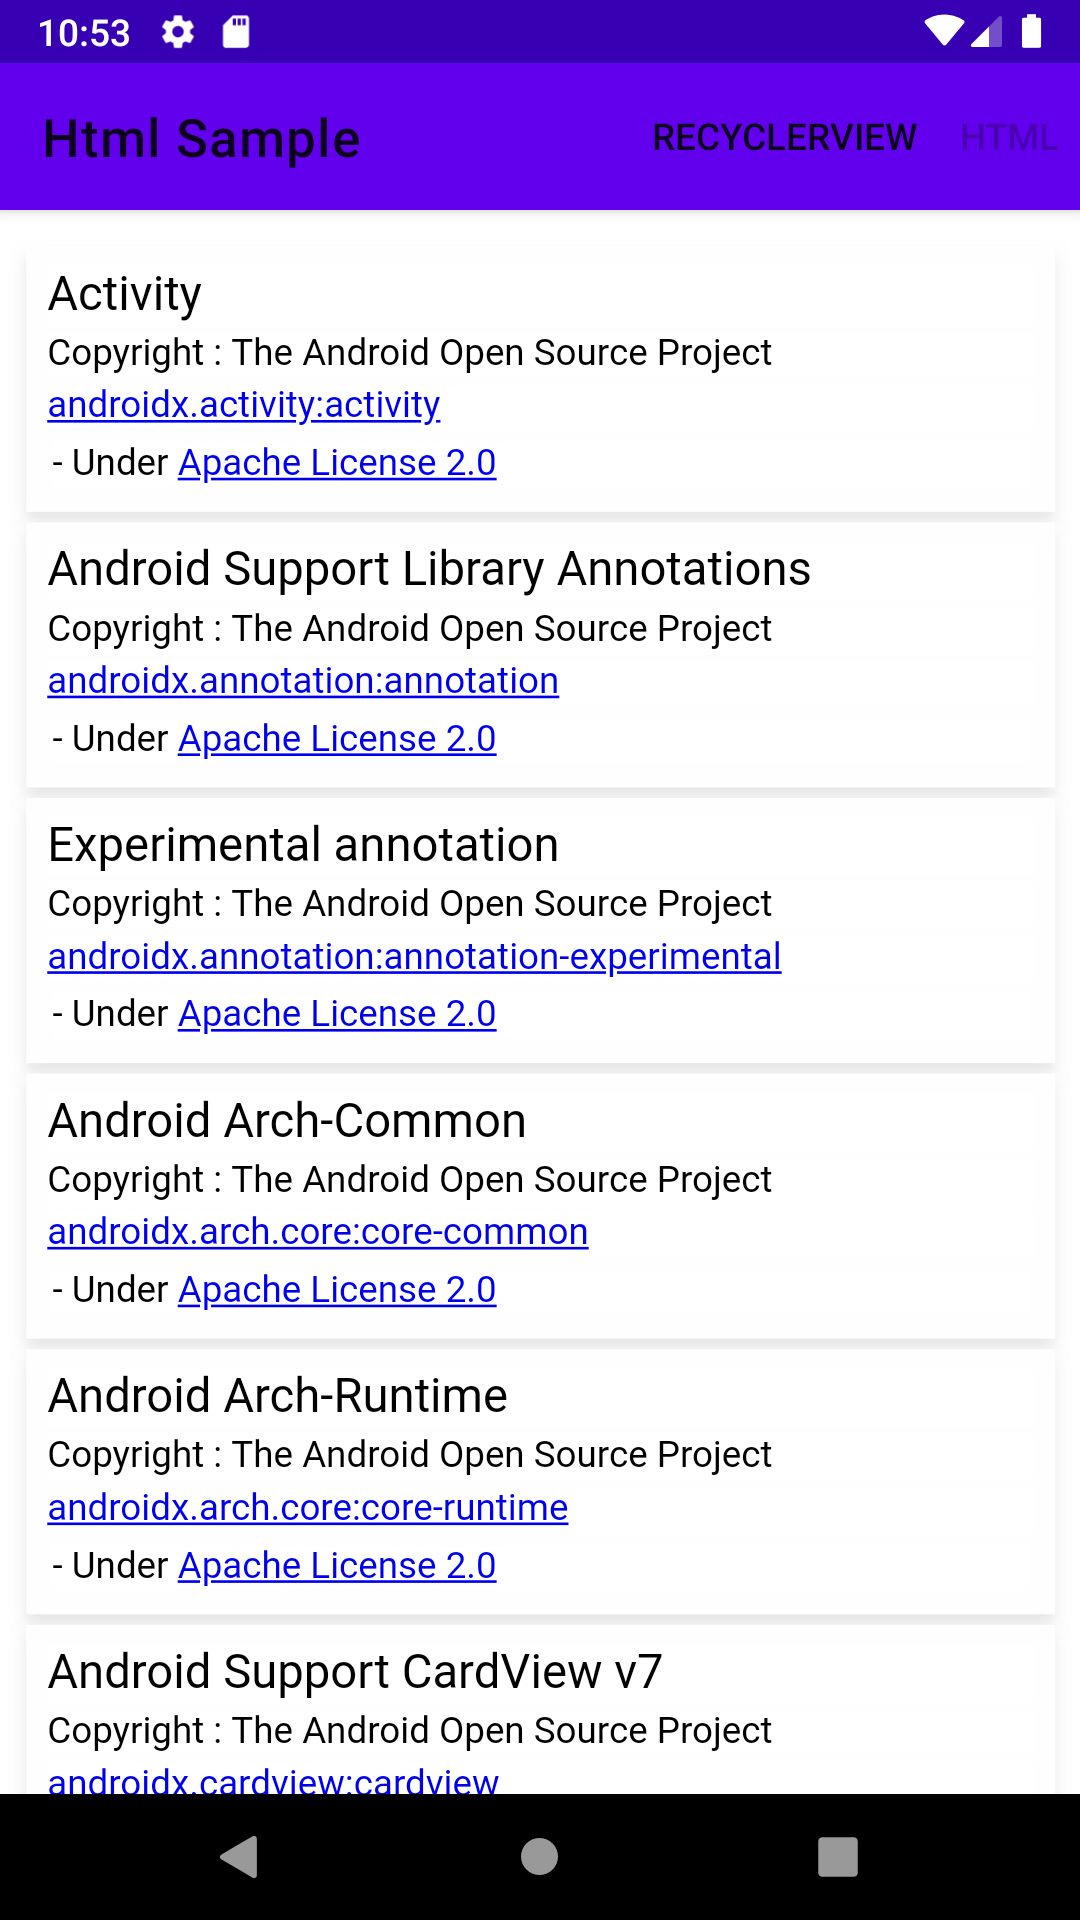 10:53
Html Sample RECYCLERVIEW HTML
Activity
Copyright : The Android Open Source Project
androidx.activity:activity
- Under Apache License 2.0
Android Support Library Annotations
Copyright : The Android Open Source Project
androidx.annotation:annotation
- Under Apache License 2.0
Experimental annotation
Copyright : The Android Open Source Project
androidx.annotation:annotation-experimental
- Under Apache License 2.0
Android Arch-Common
Copyright : The Android Open Source Project
androidx.arch.core:core-common
- Under Apache License 2.0
Android Arch-Runtime
Copyright : The Android Open Source Project
androidx.arch.core:core-runtime
- Under Apache License 2.0
Android Support CardView v7
Copyright : The Android Open Source Project
androidx.cardview:cardview